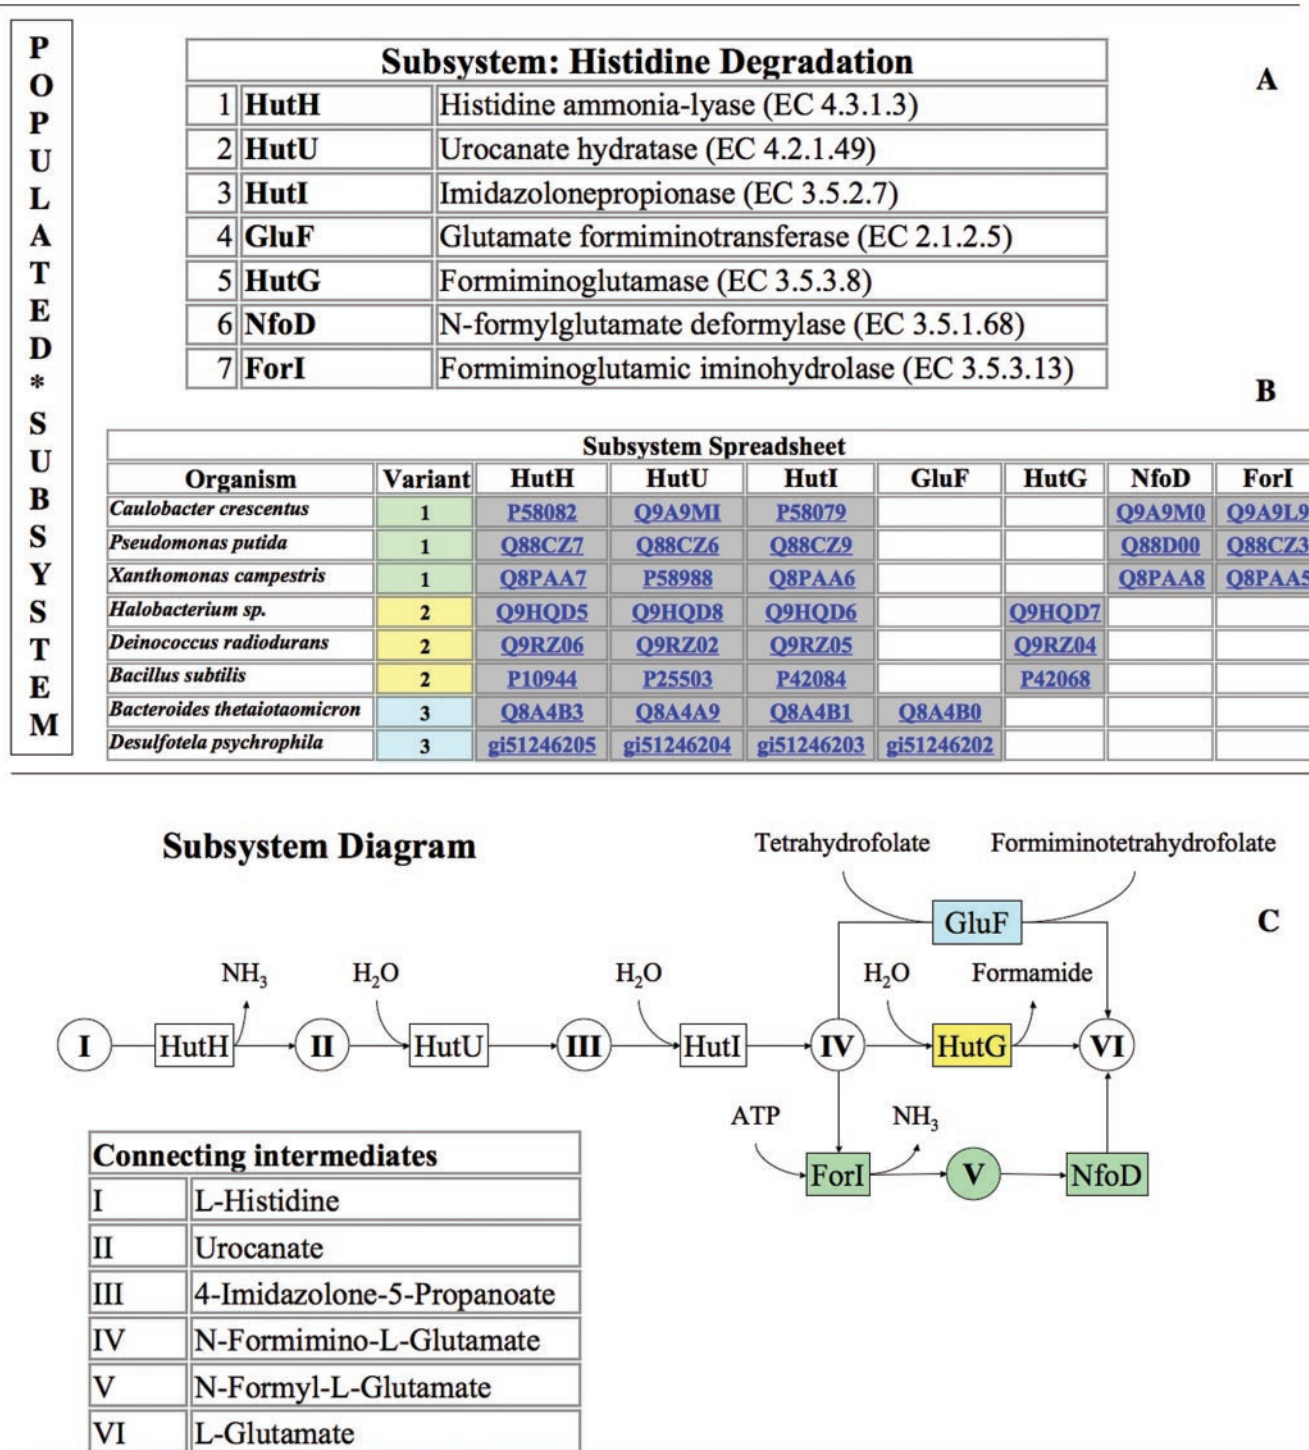 POPULATED*SUBSYSTEM
A
Subsystem: Histidine Degradation
1 HutH Histidine ammonia-lyase (EC 4.3.1.3)
2 HutU Urocanate hydratase (EC 4.2.1.49)
3 HutI Imidazolonepropionase (EC 3.5.2.7)
4 GluF Glutamate formiminotransferase (EC 2.1.2.5)
5 HutG Formiminoglutamase (EC 3.5.3.8)
6 NfoD N-formylglutamate deformylase (EC 3.5.1.68)
7 ForI Formiminoglutamic iminohydrolase (EC 3.5.3.13)
B
Subsystem Spreadsheet
Organism Variant HutH HutU HutI GluF HutG NfoD ForI
Caulobacter crescentus 1 P58082 Q9A9MI P58079 Q9A9M0 Q9A9L9
Pseudomonas putida 1 Q88CZ7 Q88CZ6 Q88CZ9 Q88D00 Q88CZ3
Xanthomonas campestris 1 Q8PAA7 P58988 Q8PAA6 Q8PAA8 Q8PAA5
Halobacterium sp. 2 Q9HQD5 Q9HQD8 Q9HQD6 Q9HQD7
Deinococcus radiodurans 2 Q9RZ06 Q9RZ02 Q9RZ05 Q9RZ04
Bacillus subtilis 2 P10944 P25503 P42084 P42068
Bacteroides thetaiotaomicron 3 Q8A4B3 Q8A4A9 Q8A4B1 Q8A4B0
Desulfotela psychrophila 3 gi51246205 gi51246204 gi51246203 gi51246202
Subsystem Diagram
C
Tetrahydrofolate Formiminotetrahydrofolate
GluF
NH₃ H₂O H₂O H₂O Formamide
I HutH II HutU III HutI IV HutG VI
ATP NH₃
ForI V NfoD
Connecting intermediates
I L-Histidine
II Urocanate
III 4-Imidazolone-5-Propanoate
IV N-Formimino-L-Glutamate
V N-Formyl-L-Glutamate
VI L-Glutamate